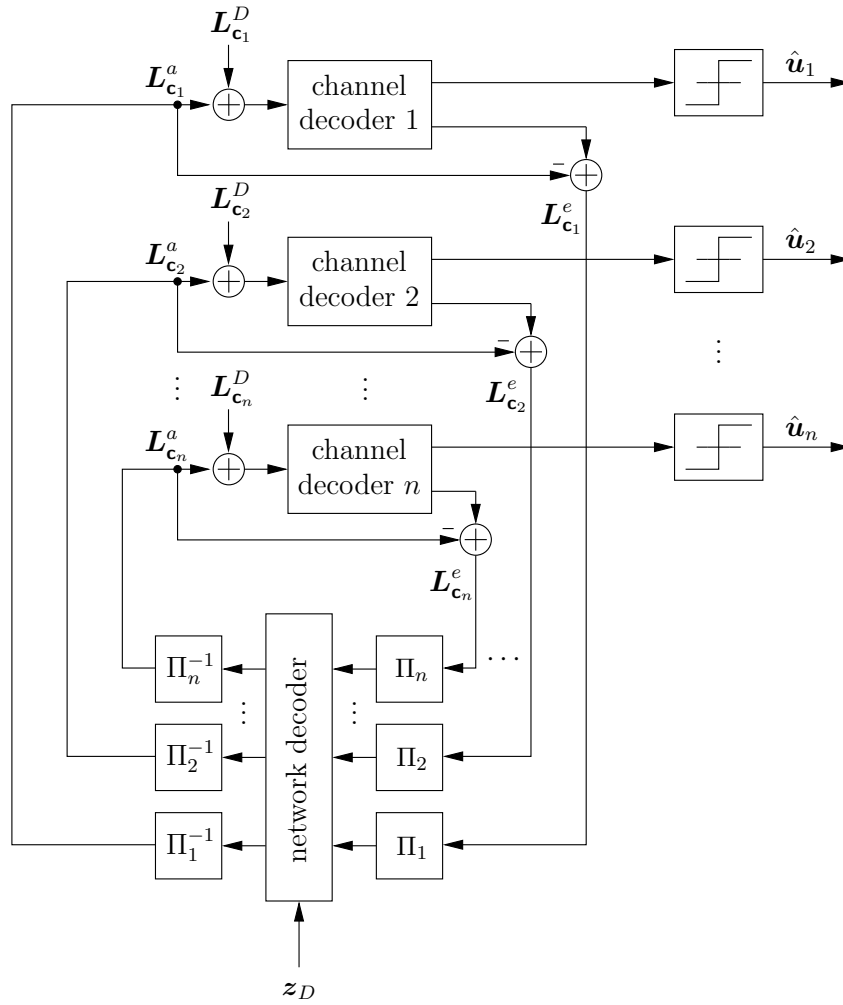 L^D_{c_1}
L^a_{c_1}
channel
decoder 1
û_1
–
L^e_{c_1}
L^D_{c_2}
L^a_{c_2}
channel
decoder 2
û_2
–
L^e_{c_2}
⋮ ⋮ ⋮
L^D_{c_n}
L^a_{c_n}
channel
decoder n
û_n
–
L^e_{c_n}
network decoder
Π_n^{-1}
Π_n
⋯
⋮ ⋮
Π_2^{-1}
Π_2
Π_1^{-1}
Π_1
z_D